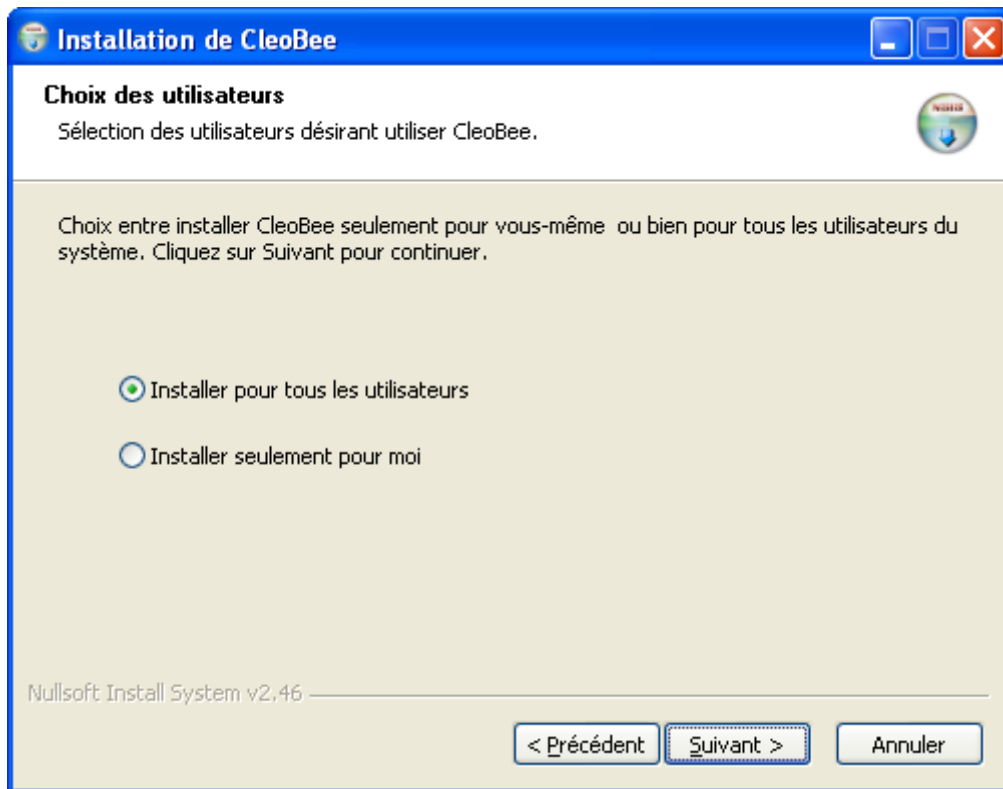 Installation de CleoBee
Choix des utilisateurs
Sélection des utilisateurs désirant utiliser CleoBee.
Choix entre installer CleoBee seulement pour vous-même  ou bien pour tous les utilisateurs du
système. Cliquez sur Suivant pour continuer.
Installer pour tous les utilisateurs
Installer seulement pour moi
Nullsoft Install System v2.46
< Précédent
Suivant >
Annuler